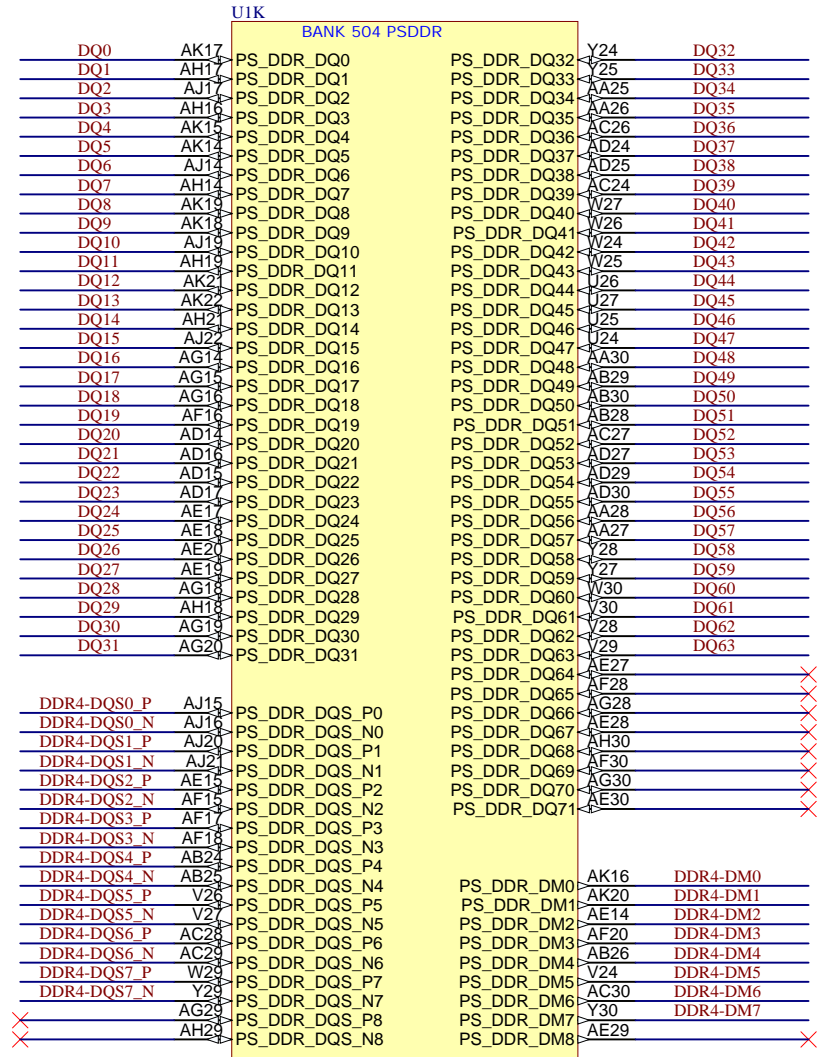 U1K
BANK 504 PSDDR
DQ0 AK17 PS_DDR_DQ0 PS_DDR_DQ32 Y24 DQ32
DQ1 AH17 PS_DDR_DQ1 PS_DDR_DQ33 Y25 DQ33
DQ2 AJ17 PS_DDR_DQ2 PS_DDR_DQ34 AA25 DQ34
DQ3 AH16 PS_DDR_DQ3 PS_DDR_DQ35 AA26 DQ35
DQ4 AK15 PS_DDR_DQ4 PS_DDR_DQ36 AC26 DQ36
DQ5 AK14 PS_DDR_DQ5 PS_DDR_DQ37 AD24 DQ37
DQ6 AJ14 PS_DDR_DQ6 PS_DDR_DQ38 AD25 DQ38
DQ7 AH14 PS_DDR_DQ7 PS_DDR_DQ39 AC24 DQ39
DQ8 AK19 PS_DDR_DQ8 PS_DDR_DQ40 W27 DQ40
DQ9 AK18 PS_DDR_DQ9 PS_DDR_DQ41 W26 DQ41
DQ10 AJ19 PS_DDR_DQ10 PS_DDR_DQ42 W24 DQ42
DQ11 AH19 PS_DDR_DQ11 PS_DDR_DQ43 W25 DQ43
DQ12 AK21 PS_DDR_DQ12 PS_DDR_DQ44 U26 DQ44
DQ13 AK22 PS_DDR_DQ13 PS_DDR_DQ45 U27 DQ45
DQ14 AH21 PS_DDR_DQ14 PS_DDR_DQ46 U25 DQ46
DQ15 AJ22 PS_DDR_DQ15 PS_DDR_DQ47 U24 DQ47
DQ16 AG14 PS_DDR_DQ16 PS_DDR_DQ48 AA30 DQ48
DQ17 AG15 PS_DDR_DQ17 PS_DDR_DQ49 AB29 DQ49
DQ18 AG16 PS_DDR_DQ18 PS_DDR_DQ50 AB30 DQ50
DQ19 AF16 PS_DDR_DQ19 PS_DDR_DQ51 AB28 DQ51
DQ20 AD14 PS_DDR_DQ20 PS_DDR_DQ52 AC27 DQ52
DQ21 AD16 PS_DDR_DQ21 PS_DDR_DQ53 AD27 DQ53
DQ22 AD15 PS_DDR_DQ22 PS_DDR_DQ54 AD29 DQ54
DQ23 AD17 PS_DDR_DQ23 PS_DDR_DQ55 AD30 DQ55
DQ24 AE17 PS_DDR_DQ24 PS_DDR_DQ56 AA28 DQ56
DQ25 AE18 PS_DDR_DQ25 PS_DDR_DQ57 AA27 DQ57
DQ26 AE20 PS_DDR_DQ26 PS_DDR_DQ58 Y28 DQ58
DQ27 AE19 PS_DDR_DQ27 PS_DDR_DQ59 Y27 DQ59
DQ28 AG18 PS_DDR_DQ28 PS_DDR_DQ60 W30 DQ60
DQ29 AH18 PS_DDR_DQ29 PS_DDR_DQ61 V30 DQ61
DQ30 AG19 PS_DDR_DQ30 PS_DDR_DQ62 V28 DQ62
DQ31 AG20 PS_DDR_DQ31 PS_DDR_DQ63 V29 DQ63
PS_DDR_DQ64 AE27
PS_DDR_DQ65 AF28
DDR4-DQS0_P AJ15 PS_DDR_DQS_P0 PS_DDR_DQ66 AG28
DDR4-DQS0_N AJ16 PS_DDR_DQS_N0 PS_DDR_DQ67 AE28
DDR4-DQS1_P AJ20 PS_DDR_DQS_P1 PS_DDR_DQ68 AH30
DDR4-DQS1_N AJ21 PS_DDR_DQS_N1 PS_DDR_DQ69 AF30
DDR4-DQS2_P AE15 PS_DDR_DQS_P2 PS_DDR_DQ70 AG30
DDR4-DQS2_N AF15 PS_DDR_DQS_N2 PS_DDR_DQ71 AE30
DDR4-DQS3_P AF17 PS_DDR_DQS_P3
DDR4-DQS3_N AF18 PS_DDR_DQS_N3
DDR4-DQS4_P AB24 PS_DDR_DQS_P4
DDR4-DQS4_N AB25 PS_DDR_DQS_N4 PS_DDR_DM0 AK16 DDR4-DM0
DDR4-DQS5_P V26 PS_DDR_DQS_P5 PS_DDR_DM1 AK20 DDR4-DM1
DDR4-DQS5_N V27 PS_DDR_DQS_N5 PS_DDR_DM2 AE14 DDR4-DM2
DDR4-DQS6_P AC28 PS_DDR_DQS_P6 PS_DDR_DM3 AF20 DDR4-DM3
DDR4-DQS6_N AC29 PS_DDR_DQS_N6 PS_DDR_DM4 AB26 DDR4-DM4
DDR4-DQS7_P W29 PS_DDR_DQS_P7 PS_DDR_DM5 V24 DDR4-DM5
DDR4-DQS7_N Y29 PS_DDR_DQS_N7 PS_DDR_DM6 AC30 DDR4-DM6
AG29 PS_DDR_DQS_P8 PS_DDR_DM7 Y30 DDR4-DM7
AH29 PS_DDR_DQS_N8 PS_DDR_DM8 AE29